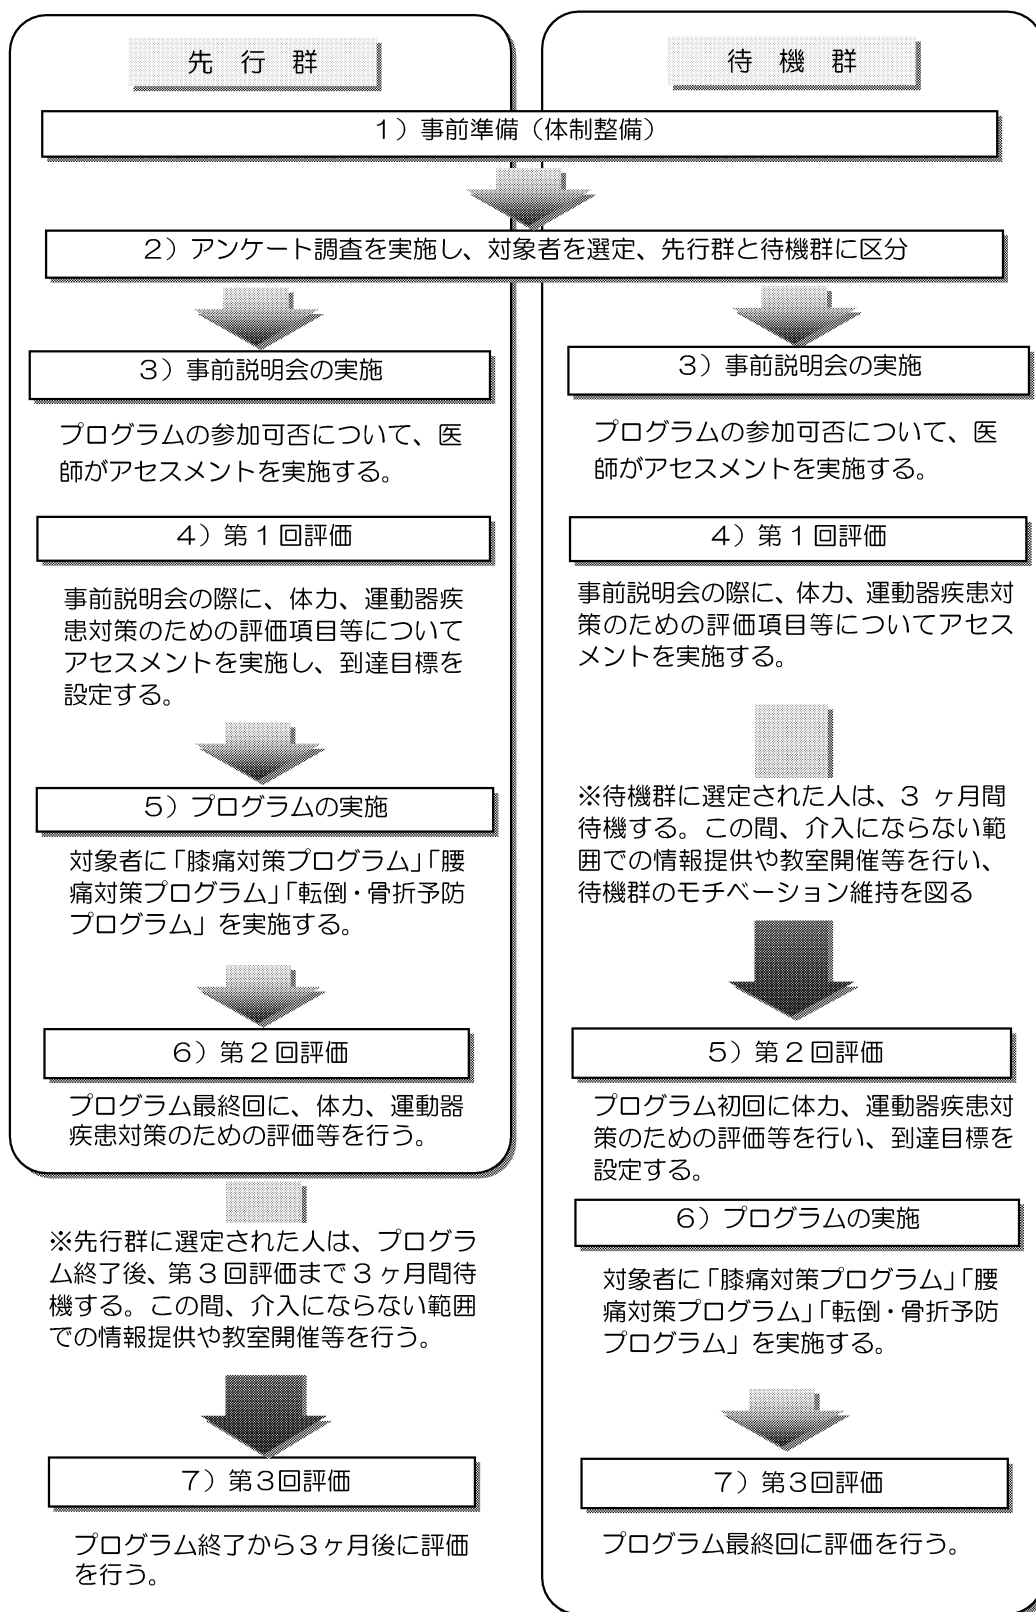 先 行 群
待 機 群
1）事前準備（体制整備）
2）アンケート調査を実施し、対象者を選定、先行群と待機群に区分
3）事前説明会の実施
プログラムの参加可否について、医
師がアセスメントを実施する。
4）第1回評価
事前説明会の際に、体力、運動器疾
患対策のための評価項目等について
アセスメントを実施し、到達目標を
設定する。
5）プログラムの実施
対象者に「膝痛対策プログラム」「腰
痛対策プログラム」「転倒・骨折予防
プログラム」を実施する。
6）第2回評価
プログラム最終回に、体力、運動器
疾患対策のための評価等を行う。
※先行群に選定された人は、プログラ
ム終了後、第3回評価まで3ヶ月間待
機する。この間、介入にならない範囲
での情報提供や教室開催等を行う。
7）第3回評価
プログラム終了から3ヶ月後に評価
を行う。
3）事前説明会の実施
プログラムの参加可否について、医
師がアセスメントを実施する。
4）第1回評価
事前説明会の際に、体力、運動器疾患対
策のための評価項目等についてアセス
メントを実施する。
※待機群に選定された人は、3 ヶ月間
待機する。この間、介入にならない範
囲での情報提供や教室開催等を行い、
待機群のモチベーション維持を図る
5）第2回評価
プログラム初回に体力、運動器疾患対
策のための評価等を行い、到達目標を
設定する。
6）プログラムの実施
対象者に「膝痛対策プログラム」「腰
痛対策プログラム」「転倒・骨折予防
プログラム」を実施する。
7）第3回評価
プログラム最終回に評価を行う。